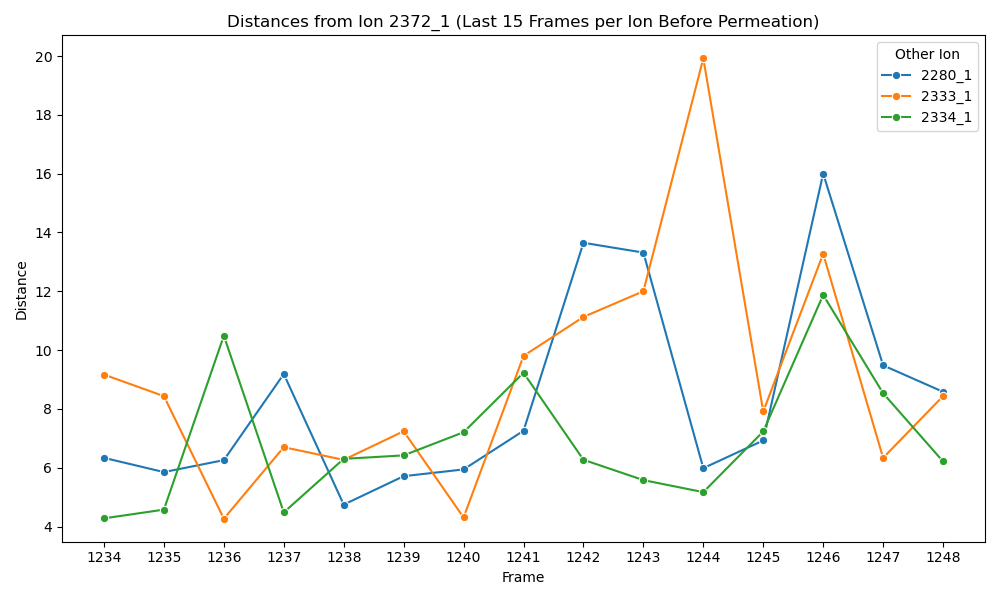 Distances from Ion 2372_1 (Last 15 Frames per Ion Before Permeation)
Other Ion
2280_1
2333_1
2334_1
Distance
20
18
16
14
12
10
8
6
4
1234 1235 1236 1237 1238 1239 1240 1241 1242 1243 1244 1245 1246 1247 1248
Frame